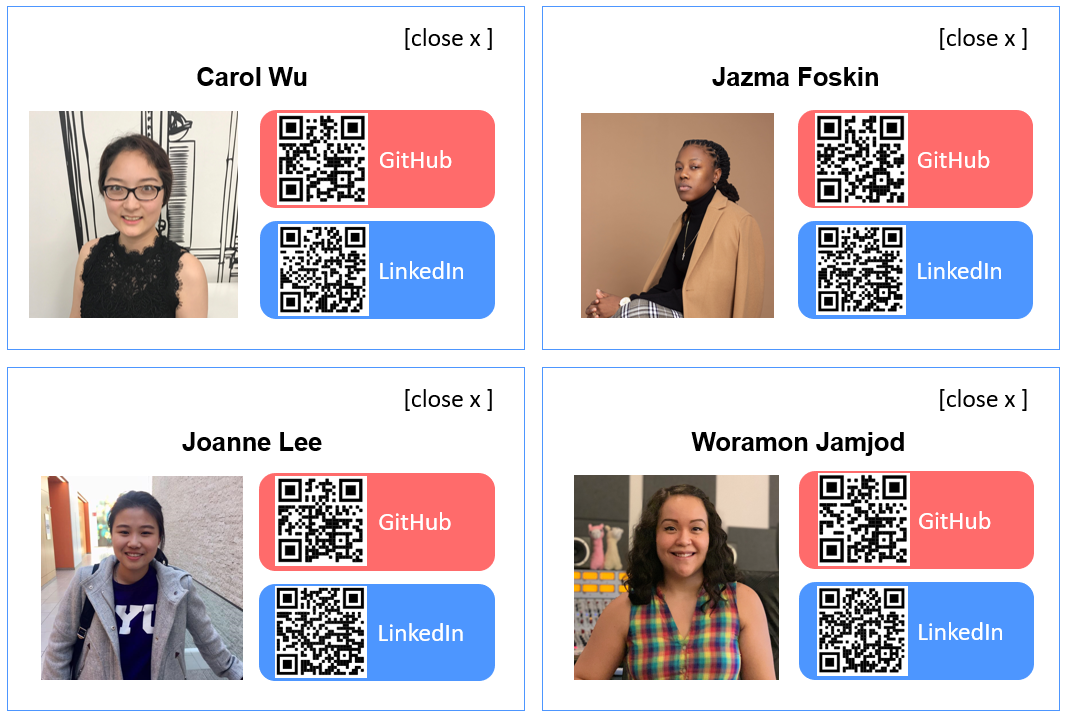 [close x ]
Carol Wu
GitHub
LinkedIn
[close x ]
Jazma Foskin
GitHub
LinkedIn
[close x ]
Joanne Lee
YU
GitHub
LinkedIn
[close x ]
Woramon Jamjod
GitHub
LinkedIn